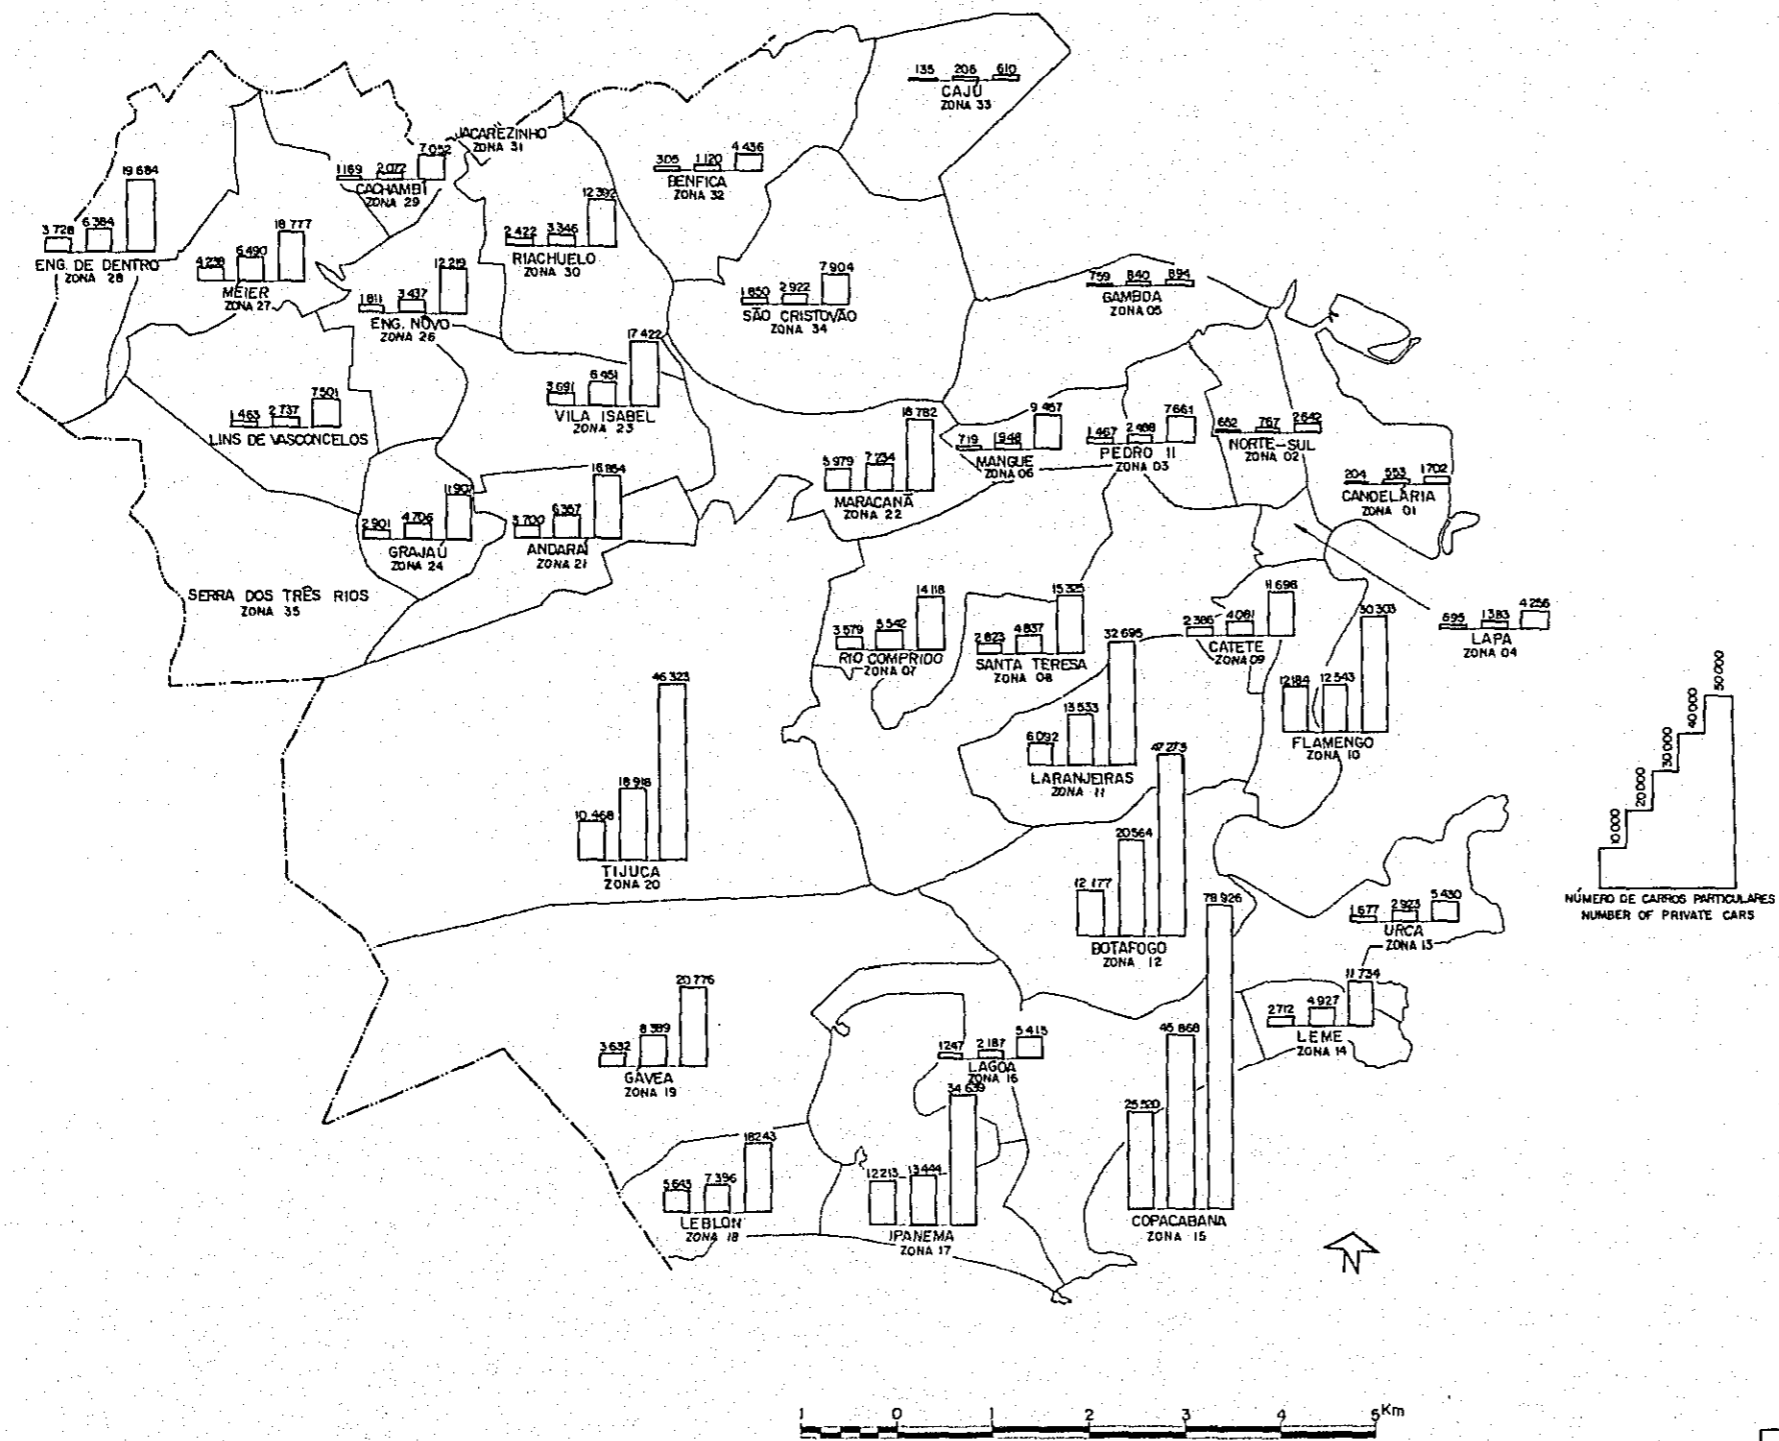 135 206 610
CAJÚ
ZONA 33
JACARÈZINHO
ZONA 31
1169 2 072 7 052
CACHAMBÍ
ZONA 29
305 1 120 4 436
BENFICA
ZONA 32
3 728 6 384 19 684
ENG. DE DENTRO
ZONA 28
4 238 6 490 18 777
MÉIER
ZONA 27
2 422 3 346 12 392
RIACHUELO
ZONA 30
1 811 3 437 12 219
ENG. NOVO
ZONA 26
1 850 2 922 7 904
SÃO CRISTOVÃO
ZONA 34
759 840 894
GAMBOA
ZONA 05
1 463 2 737 7 501
LINS DE VASCONCELOS
3 691 6 451 17 422
VILA ISABEL
ZONA 23
5 979 7 234 18 782
MARACANÃ
ZONA 22
719 1 948 9 467
MANGUE
ZONA 06
1 467 2 488 7 661
PEDRO II
ZONA 03
682 767 2 642
NORTE-SUL
ZONA 02
204 553 1702
CANDELÁRIA
ZONA 01
2 901 4 706 11 907
GRAJAÚ
ZONA 24
3 700 6 367 16 864
ANDARAÍ
ZONA 21
SERRA DOS TRÊS RIOS
ZONA 35
3 579 5 542 14 118
RIO COMPRIDO
ZONA 07
2 823 4 837 15 325
SANTA TERESA
ZONA 08
2 386 4 081 11 698
CATETE
ZONA 09
695 1 383 4 256
LAPA
ZONA 04
12 184 12 543 30 303
FLAMENGO
ZONA 10
6 092 13 533 32 695
LARANJEIRAS
ZONA 11
10 468 18 918 46 323
TIJUCA
ZONA 20
12 177 20 564 47 273
BOTAFOGO
ZONA 12
10 000 20 000 30 000 40 000 50 000
NÚMERO DE CARROS PARTICULARES
NUMBER OF PRIVATE CARS
1 677 2 923 5 430
URCA
ZONA 13
2 712 4 927 11 734
LEME
ZONA 14
3 632 8 389 20 776
GÁVEA
ZONA 19
1 247 2 187 5 415
LAGOA
ZONA 16
25 520 45 868 78 926
COPACABANA
ZONA 15
5 643 7 396 18 243
LEBLON
ZONA 18
12 213 13 444 34 639
IPANEMA
ZONA 17
N
1 0 1 2 3 4 5 Km